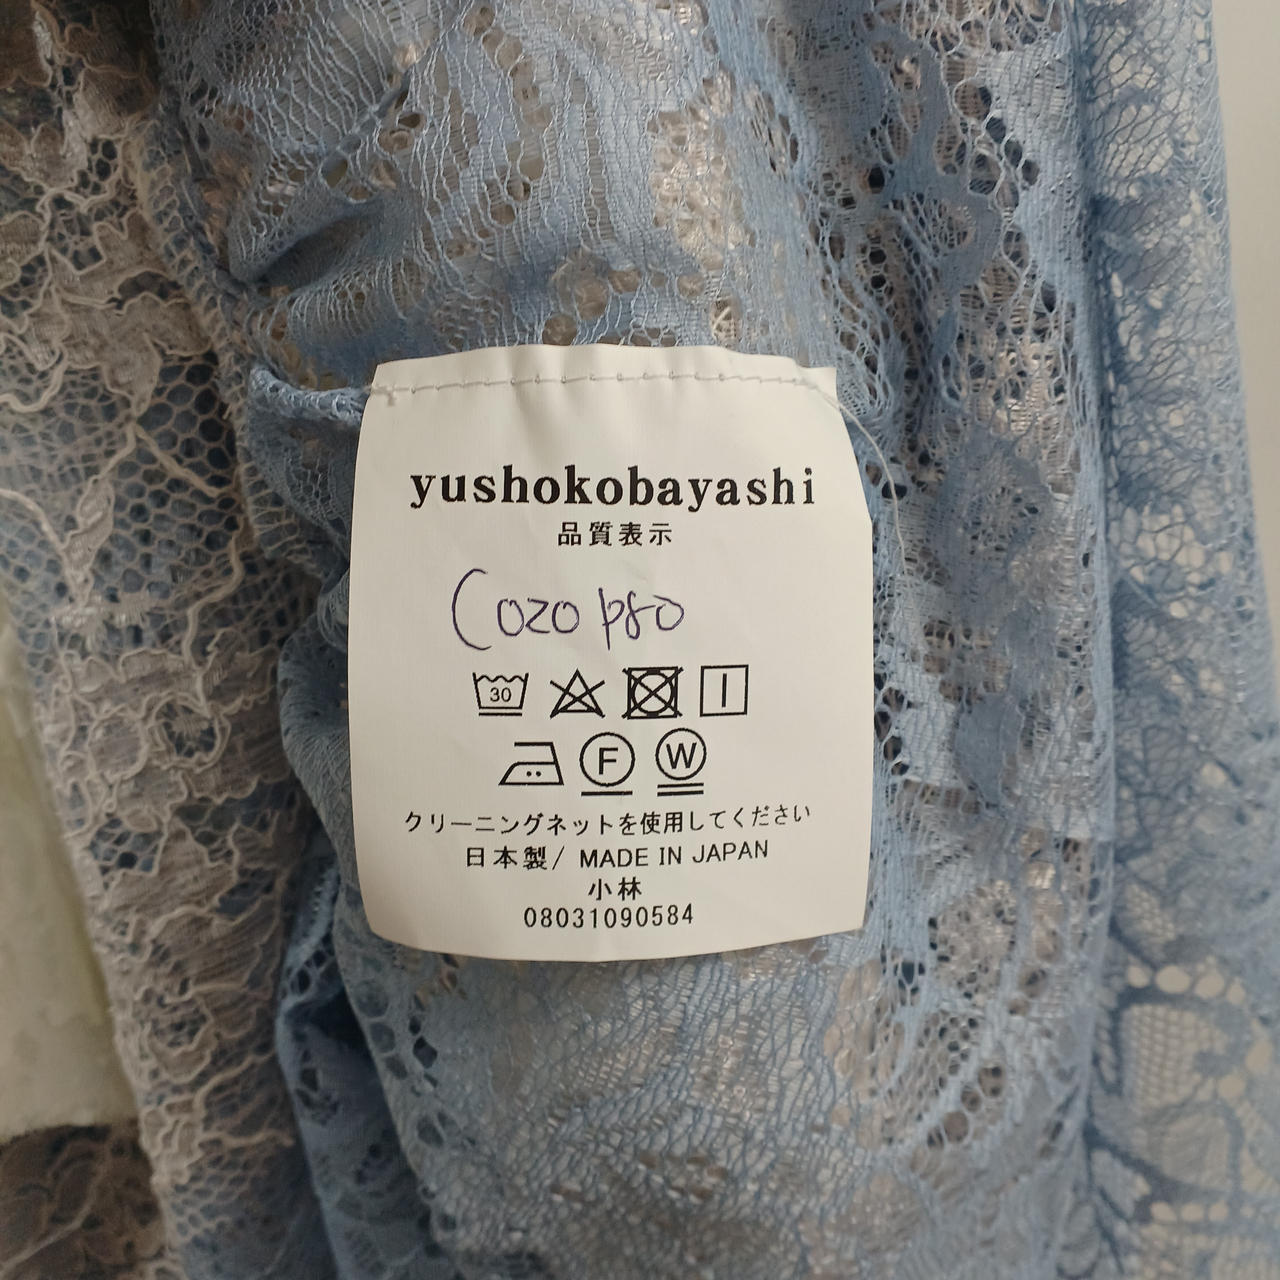 yushokobayashi
品質表示
C020 P80
30
F W
クリーニングネットを使用してください
日本製/ MADE IN JAPAN
小林
08031090584